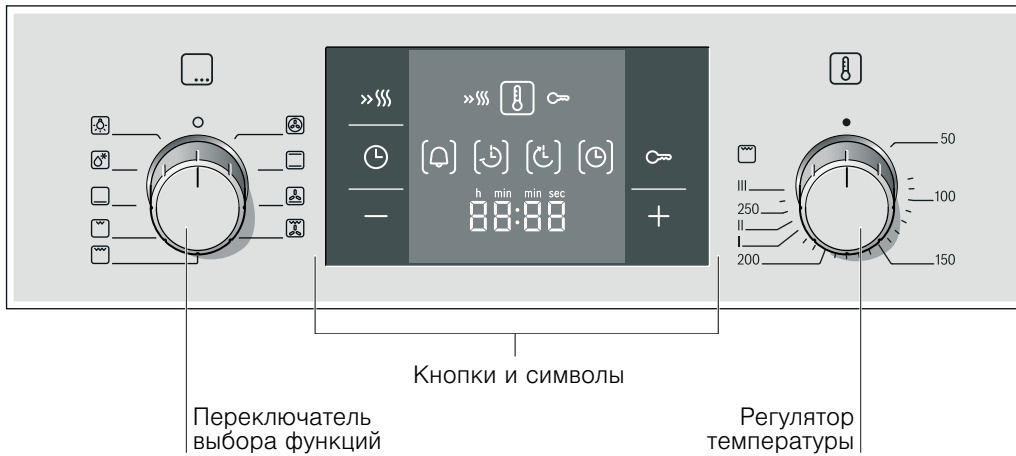 h min min sec
88:88
50
100
150
200
I
II
250
III
Кнопки и символы
Переключатель
выбора функций
Регулятор
температуры